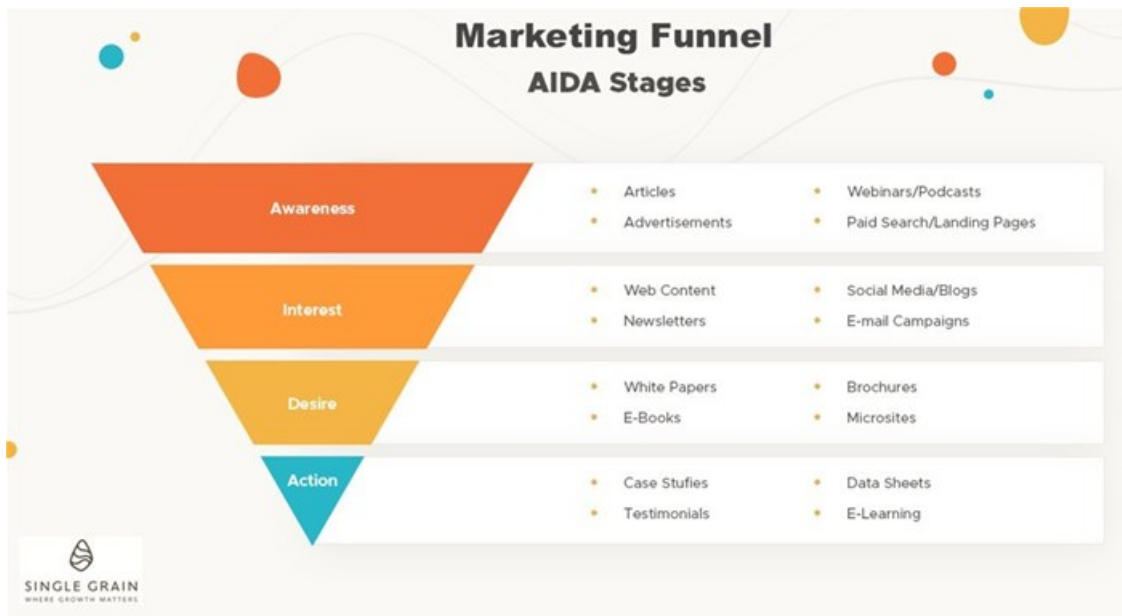 Marketing Funnel
AIDA Stages
Awareness
Articles
Advertisements
Webinars/Podcasts
Paid Search/Landing Pages
Interest
Web Content
Newsletters
Social Media/Blogs
E-mail Campaigns
Desire
White Papers
E-Books
Brochures
Microsites
Action
Case Stufies
Testimonials
Data Sheets
E-Learning
SINGLE GRAIN
WHERE GROWTH MATTERS